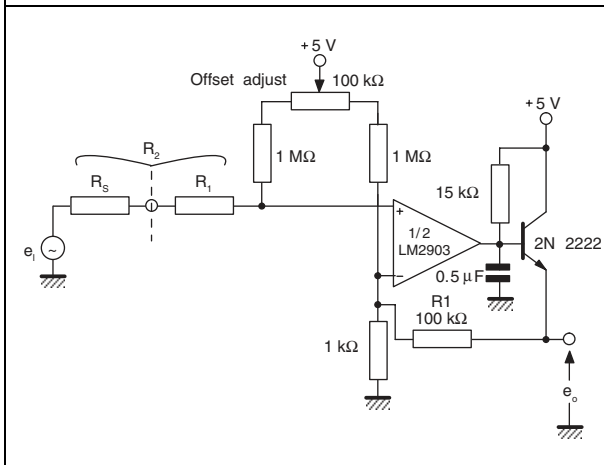 +5 V
Offset adjust 100 kΩ
+5 V
R2
1 MΩ
1 MΩ
RS
R1
15 kΩ
+
1/2
LM2903
2N 2222
eI
−
0.5 µF
R1
100 kΩ
1 kΩ
eo